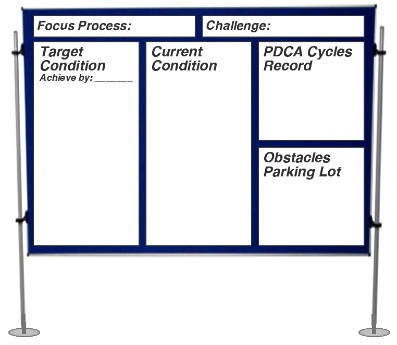 Focus Process:
Challenge:
Target
Condition
Achieve by: _______
Current
Condition
PDCA Cycles
Record
Obstacles
Parking Lot